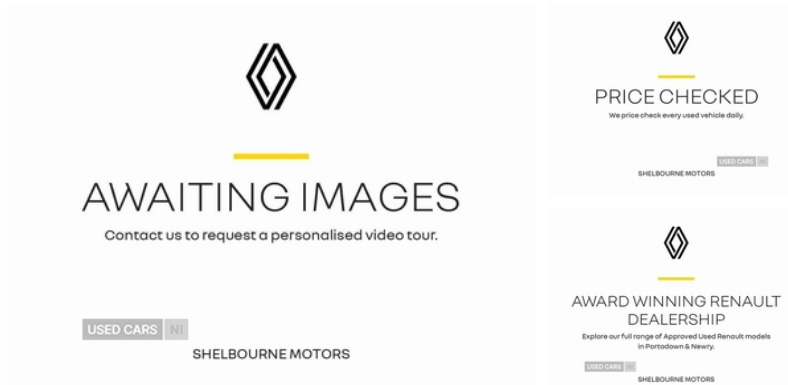 AWAITING IMAGES
Contact us to request a personalised video tour.
USED CARS NI
SHELBOURNE MOTORS
PRICE CHECKED
We price check every used vehicle daily.
USED CARS NI
SHELBOURNE MOTORS
AWARD WINNING RENAULT
DEALERSHIP
Explore our full range of Approved Used Renault models
in Portadown & Newry.
USED CARS NI
SHELBOURNE MOTORS